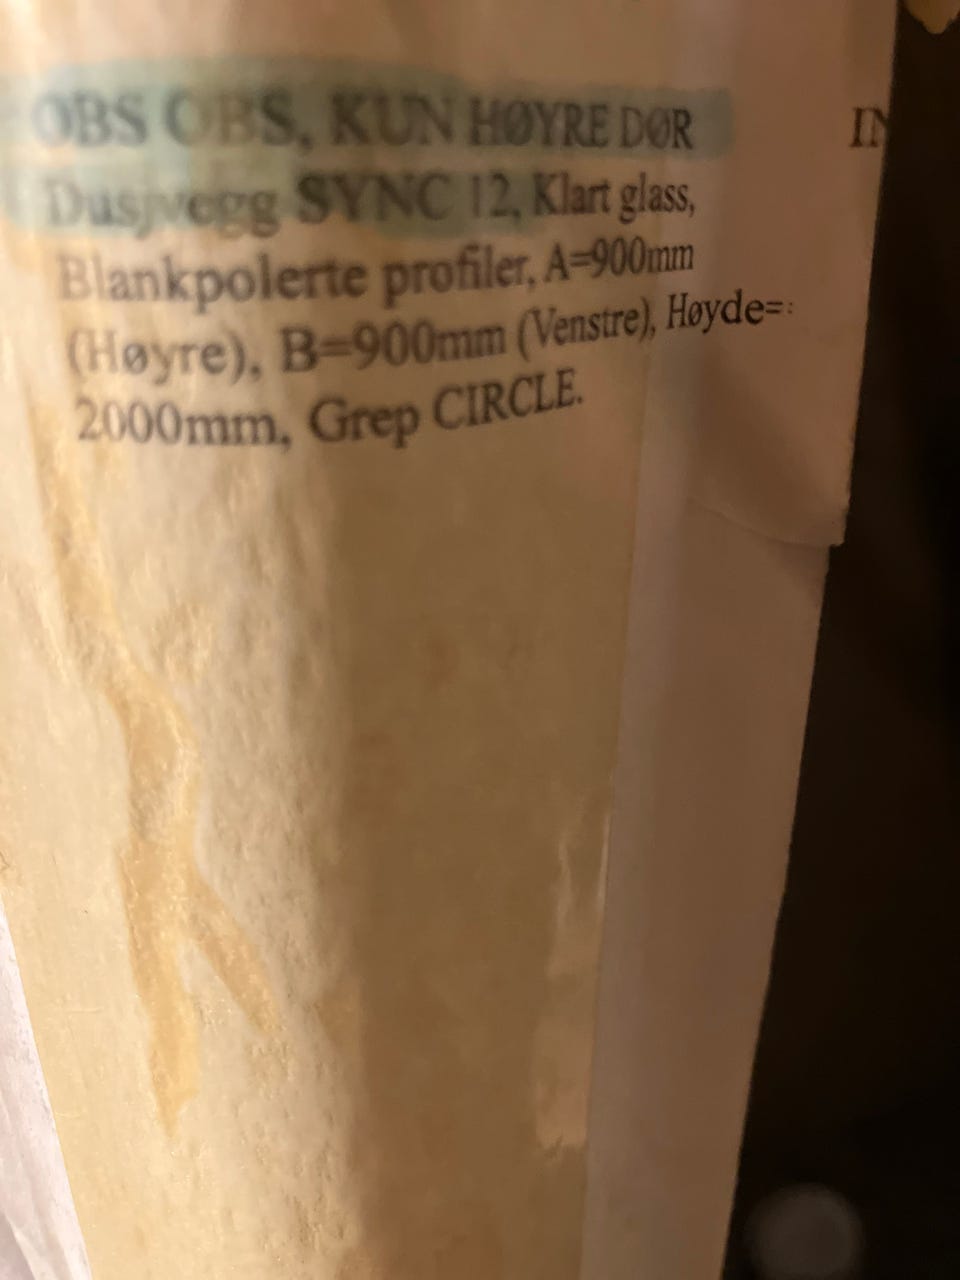 OBS OBS, KUN HØYRE DØR
Dusjvegg SYNC 12, Klart glass,
Blankpolerte profiler, A=900mm
(Høyre), B=900mm (Venstre), Høyde=
2000mm, Grep CIRCLE.